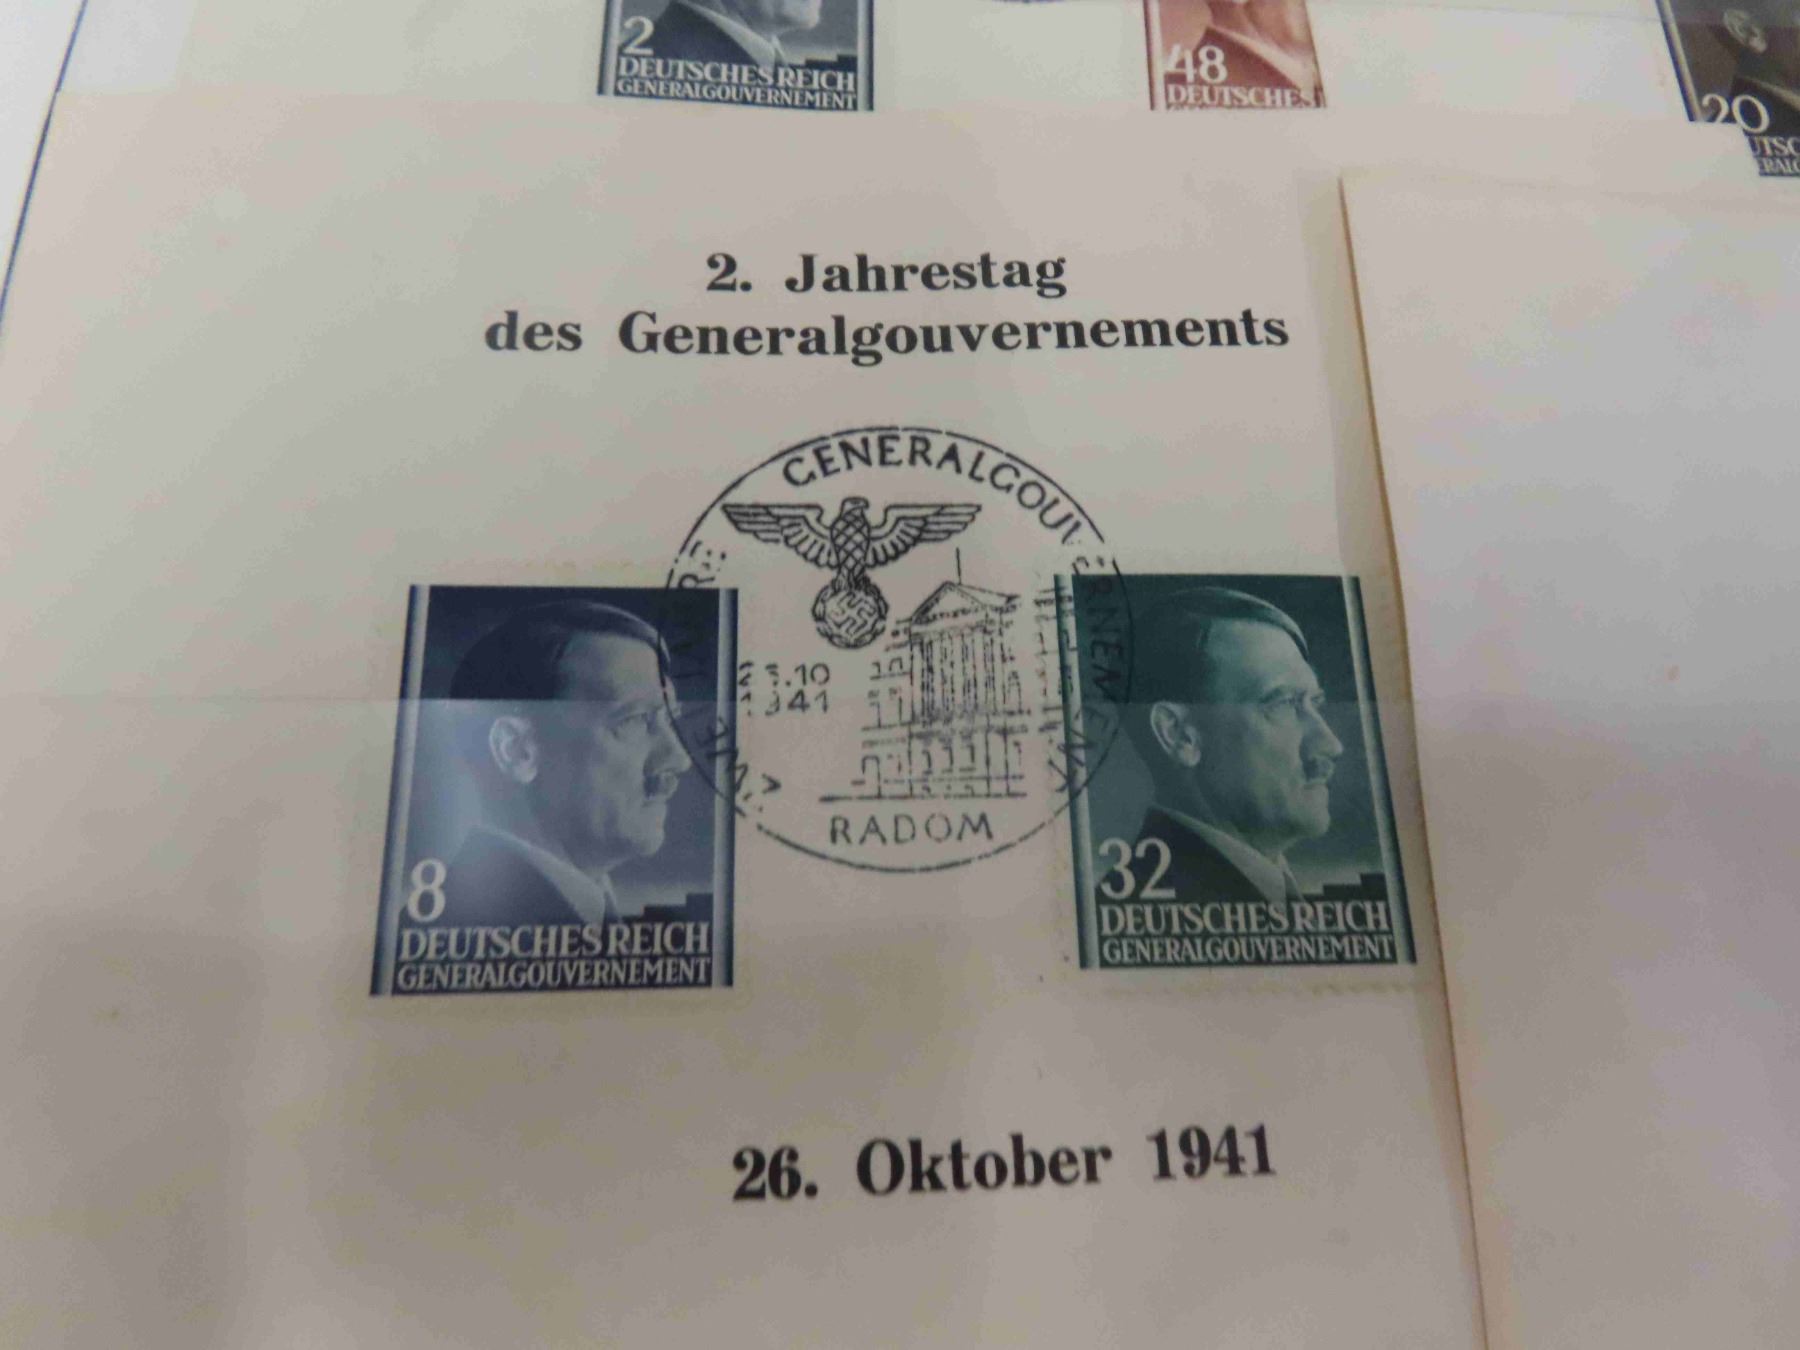 2
DEUTSCHES REICH
GENERALGOUVERNEMENT
48
DEUTSCHES
20
2. Jahrestag
des Generalgouvernements
GENERALGOUVERNEMENT
RADOM
8
DEUTSCHES REICH
GENERALGOUVERNEMENT
32
DEUTSCHES REICH
GENERALGOUVERNEMENT
26. Oktober 1941